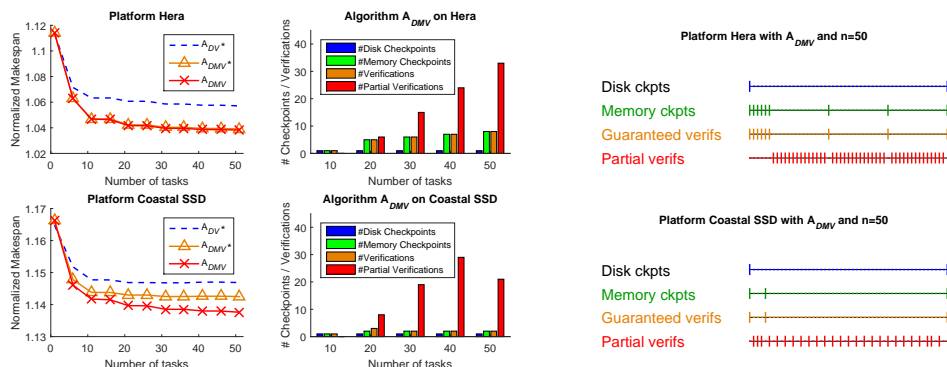 Platform Hera
Normalized Makespan
1.12
1.1
1.08
1.06
1.04
1.02
A_DV*
A_DMV*
A_DMV
0 10 20 30 40 50
Number of tasks
Algorithm A_DMV on Hera
# Checkpoints / Verifications
40
30
20
10
0
#Disk Checkpoints
#Memory Checkpoints
#Verifications
#Partial Verifications
10 20 30 40 50
Number of tasks
Platform Hera with A_DMV and n=50
Disk ckpts
Memory ckpts
Guaranteed verifs
Partial verifs
Platform Coastal SSD
Normalized Makespan
1.17
1.16
1.15
1.14
1.13
A_DV*
A_DMV*
A_DMV
0 10 20 30 40 50
Number of tasks
Algorithm A_DMV on Coastal SSD
# Checkpoints / Verifications
40
30
20
10
0
#Disk Checkpoints
#Memory Checkpoints
#Verifications
#Partial Verifications
10 20 30 40 50
Number of tasks
Platform Coastal SSD with A_DMV and n=50
Disk ckpts
Memory ckpts
Guaranteed verifs
Partial verifs